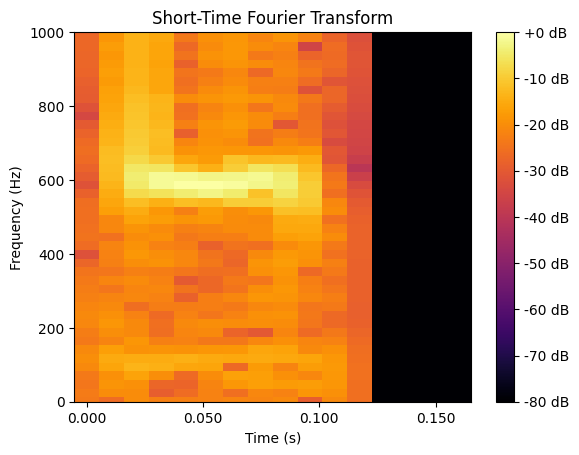 Short-Time Fourier Transform
1000
800
600
400
200
0
Frequency (Hz)
0.000
0.050
0.100
0.150
Time (s)
+0 dB
-10 dB
-20 dB
-30 dB
-40 dB
-50 dB
-60 dB
-70 dB
-80 dB